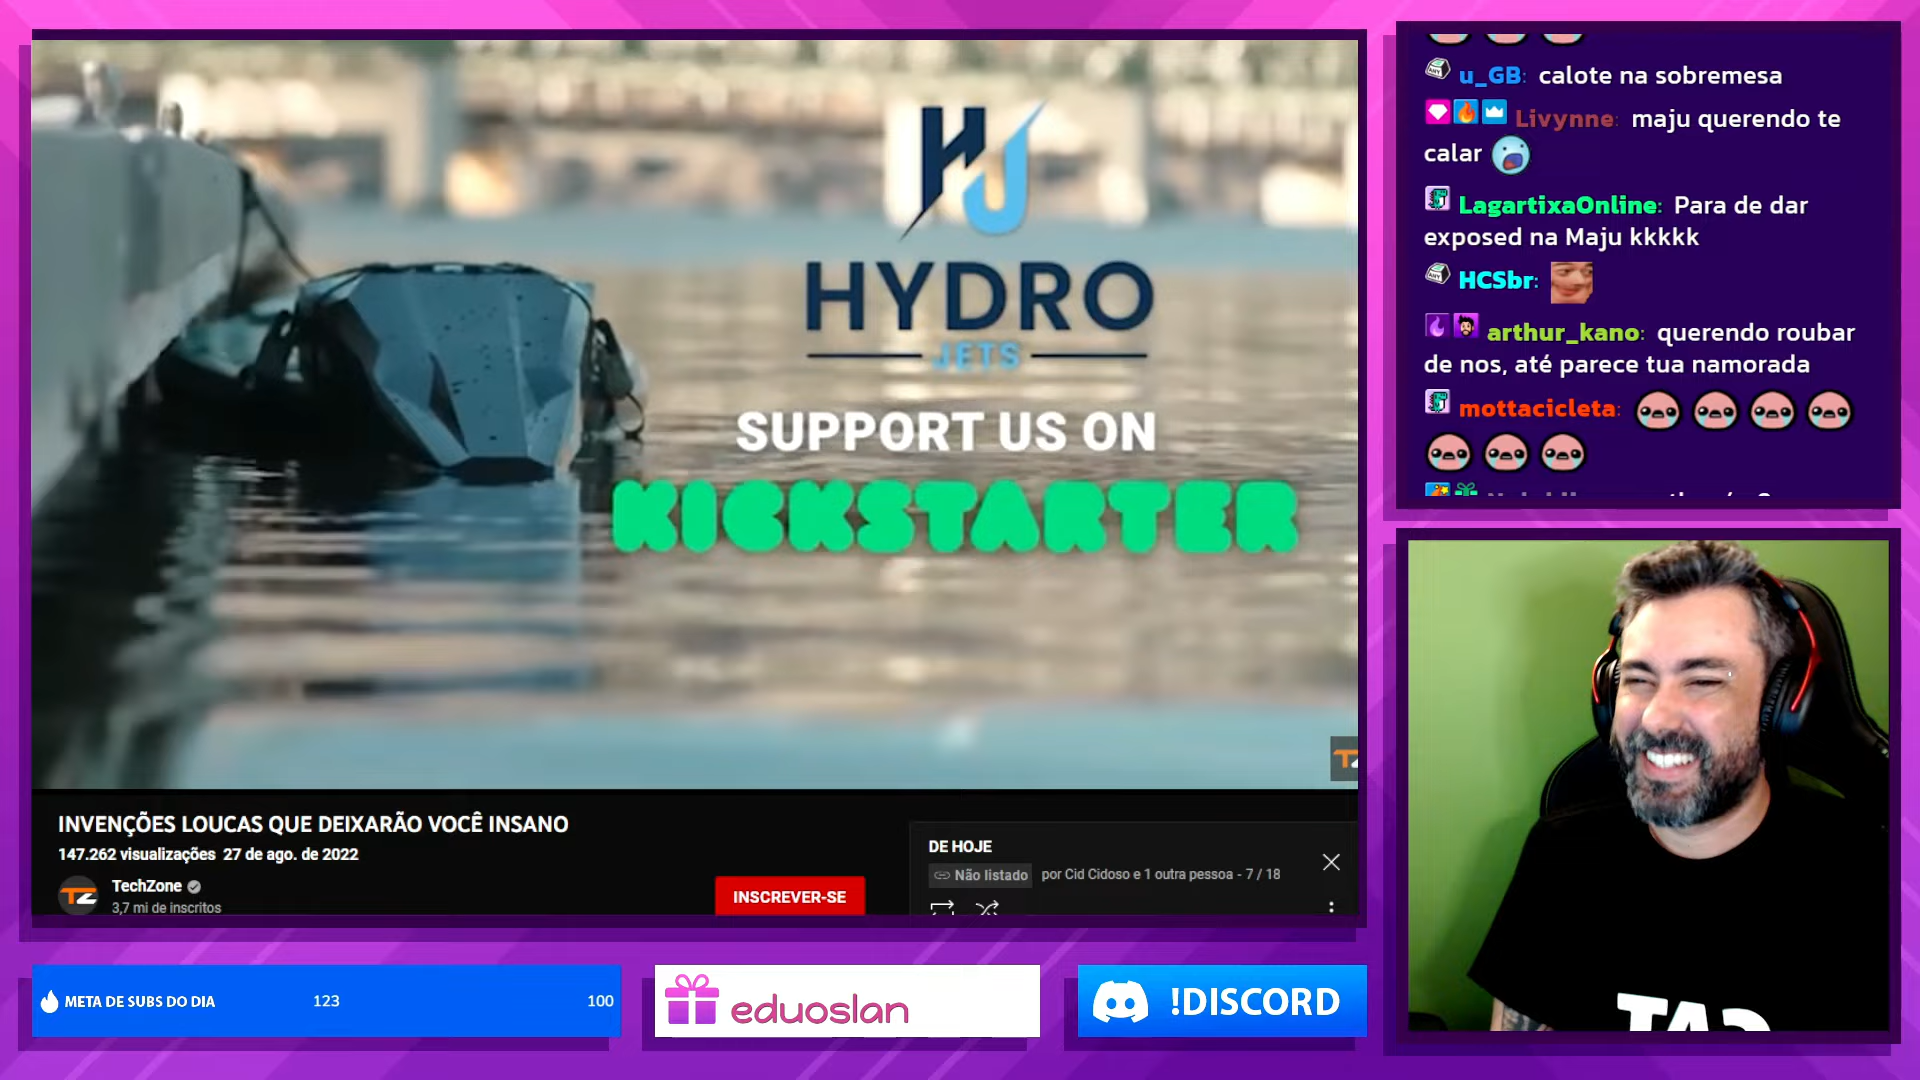 HYDRO
JETS
SUPPORT US ON
KICKSTARTER
TZ
INVENÇÕES LOUCAS QUE DEIXARÃO VOCÊ INSANO
147.262 visualizações 27 de ago. de 2022
TechZone
3,7 mi de inscritos
INSCREVER-SE
DE HOJE
Não listado por Cid Cidoso e 1 outra pessoa - 7 / 18
u_GB: calote na sobremesa
Livynne: maju querendo te
calar
LagartixaOnline: Para de dar
exposed na Maju kkkkk
HCSbr:
arthur_kano: querendo roubar
de nos, até parece tua namorada
mottacicleta:
META DE SUBS DO DIA 123 100
eduoslan
!DISCORD